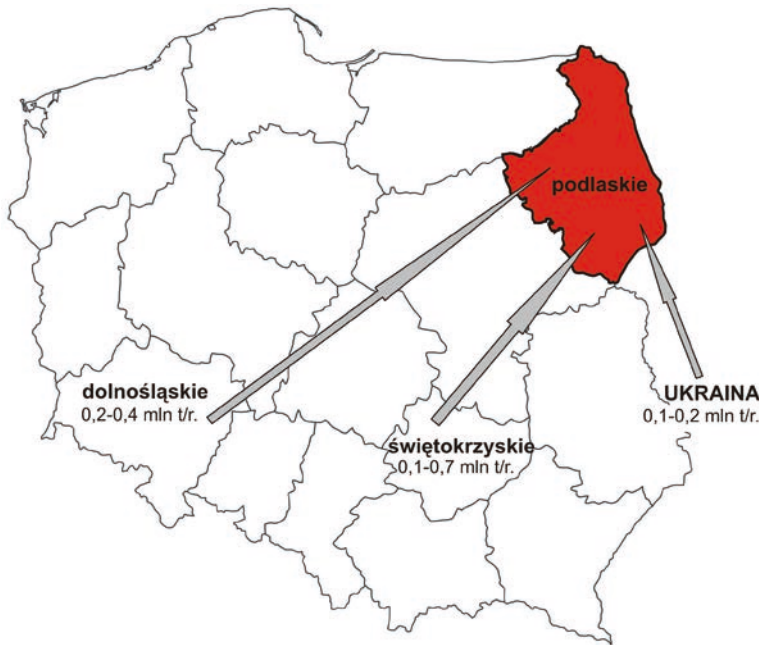 podlaskie
dolnośląskie
0,2-0,4 mln t/r.
UKRAINA
0,1-0,2 mln t/r.
świętokrzyskie
0,1-0,7 mln t/r.